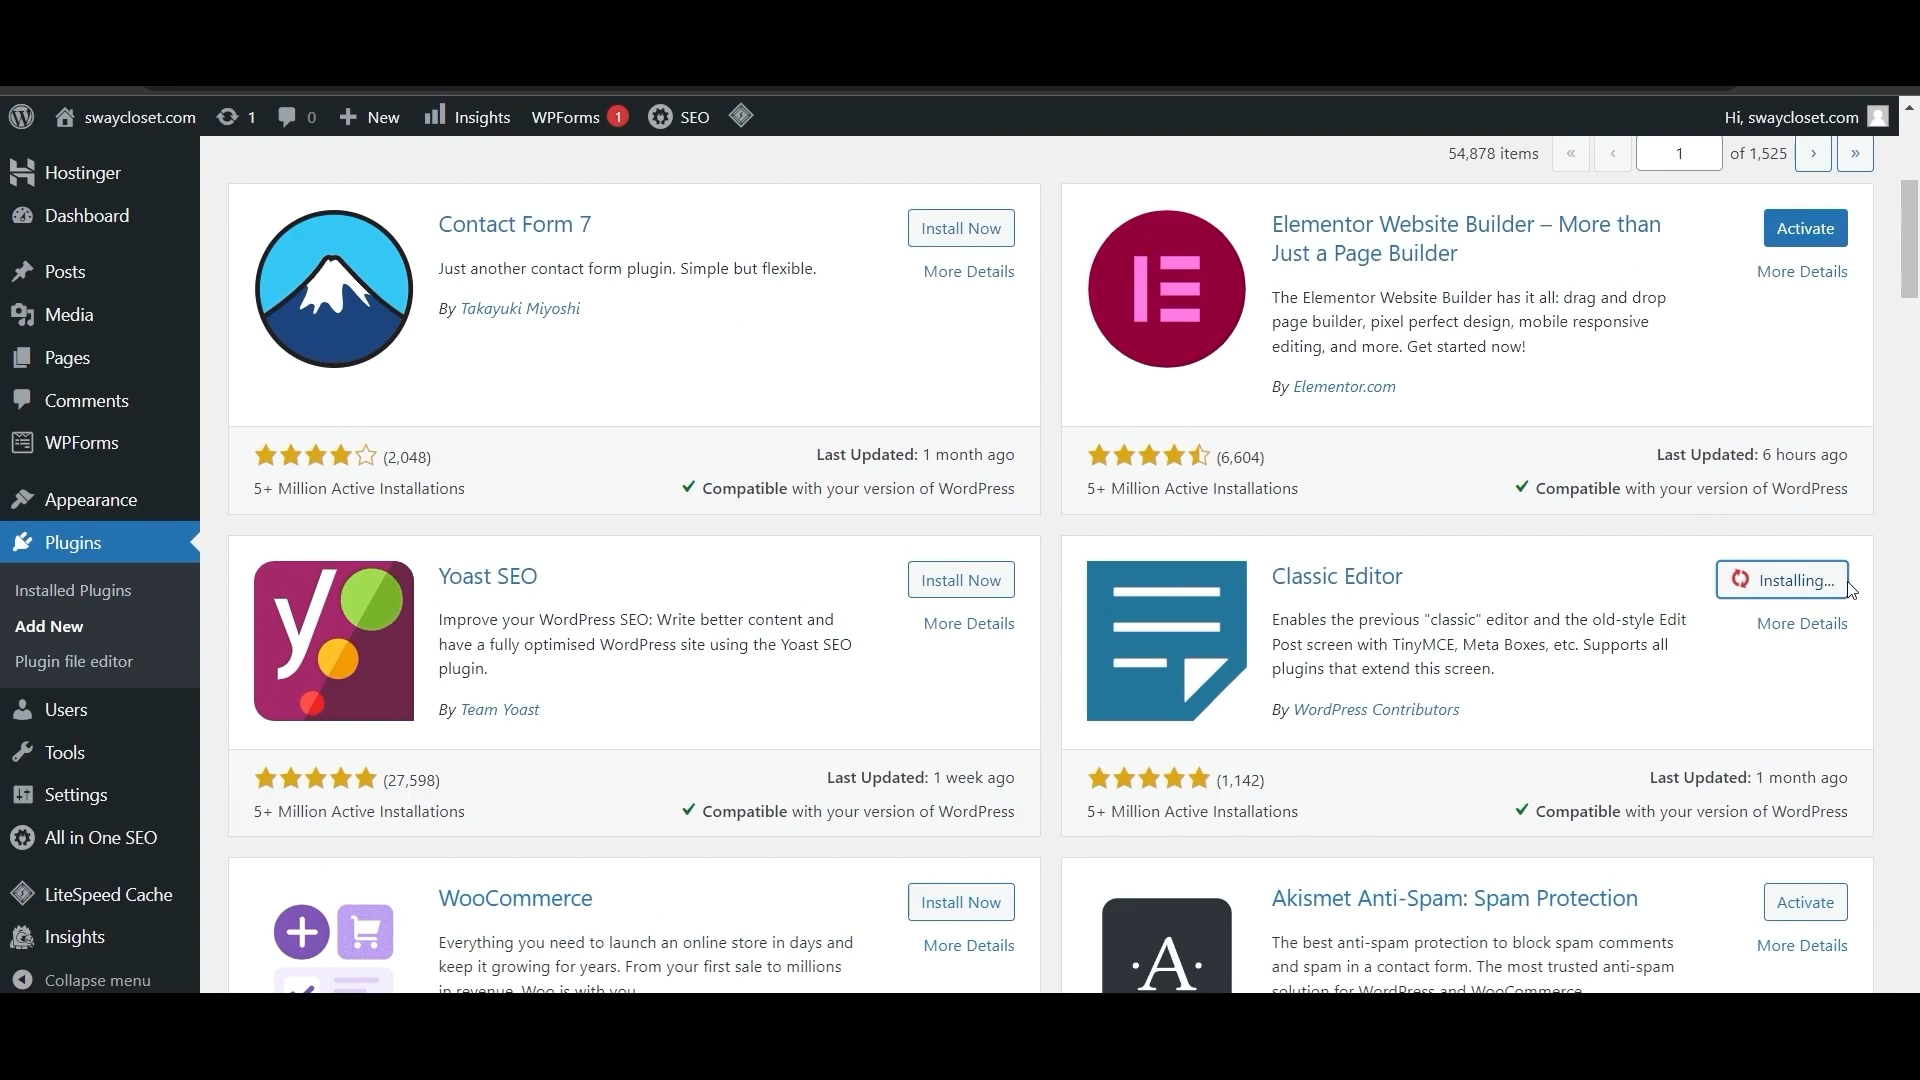 swaycloset.com 1 0 New Insights WPForms 1 SEO Hi, swaycloset.com
54,878 items « ‹ 1 of 1,525 › »
Hostinger
Dashboard
Posts
Media
Pages
Comments
WPForms
Appearance
Plugins
Installed Plugins
Add New
Plugin file editor
Users
Tools
Settings
All in One SEO
LiteSpeed Cache
Insights
Collapse menu
Contact Form 7
Install Now
More Details
Just another contact form plugin. Simple but flexible.
By Takayuki Miyoshi
(2,048)
Last Updated: 1 month ago
5+ Million Active Installations
Compatible with your version of WordPress
Elementor Website Builder – More than
Just a Page Builder
Activate
More Details
The Elementor Website Builder has it all: drag and drop
page builder, pixel perfect design, mobile responsive
editing, and more. Get started now!
By Elementor.com
(6,604)
Last Updated: 6 hours ago
5+ Million Active Installations
Compatible with your version of WordPress
y
Yoast SEO
Install Now
More Details
Improve your WordPress SEO: Write better content and
have a fully optimised WordPress site using the Yoast SEO
plugin.
By Team Yoast
(27,598)
Last Updated: 1 week ago
5+ Million Active Installations
Compatible with your version of WordPress
Classic Editor
Installing...
More Details
Enables the previous "classic" editor and the old-style Edit
Post screen with TinyMCE, Meta Boxes, etc. Supports all
plugins that extend this screen.
By WordPress Contributors
(1,142)
Last Updated: 1 month ago
5+ Million Active Installations
Compatible with your version of WordPress
WooCommerce
Install Now
More Details
Everything you need to launch an online store in days and
keep it growing for years. From your first sale to millions
in revenue, Woo is with you.
·A·
Akismet Anti-Spam: Spam Protection
Activate
More Details
The best anti-spam protection to block spam comments
and spam in a contact form. The most trusted anti-spam
solution for WordPress and WooCommerce.